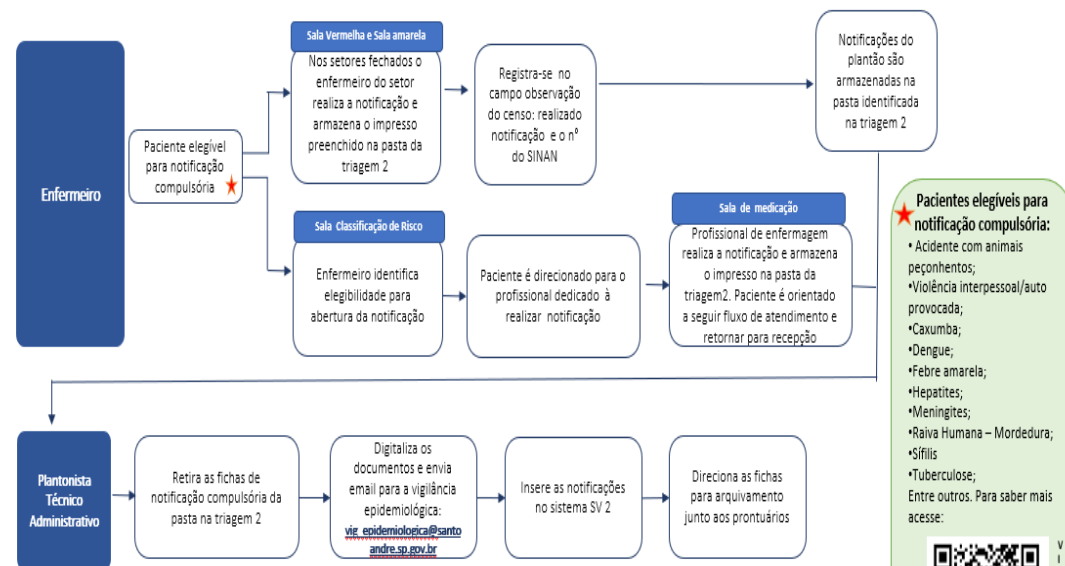 Enfermeiro
Paciente elegível
para notificação
compulsória
Sala Vermelha e Sala amarela
Nos setores fechados o
enfermeiro do setor
realiza a notificação e
armazena o impresso
preenchido na pasta da
triagem 2
Registra-se no
campo observação
do censo: realizado
notificação e o nº
do SINAN
Notificações do
plantão são
armazenadas na
pasta identificada
na triagem 2
Sala Classificação de Risco
Enfermeiro identifica
elegibilidade para
abertura da notificação
Paciente é direcionado para o
profissional dedicado à
realizar notificação
Sala de medicação
Profissional de enfermagem
realiza a notificação e armazena
o impresso na pasta da
triagem2. Paciente é orientado
a seguir fluxo de atendimento e
retornar para recepção
Plantonista
Técnico
Administrativo
Retira as fichas de
notificação compulsória da
pasta na triagem 2
Digitaliza os
documentos e envia
email para a vigilância
epidemiológica:
vig_epidemiologica@santo
andre.sp.gov.br
Insere as notificações
no sistema SV 2
Direciona as fichas
para arquivamento
junto aos prontuários
Pacientes elegíveis para
notificação compulsória:
• Acidente com animais
peçonhentos;
•Violência interpessoal/auto
provocada;
•Caxumba;
•Dengue;
•Febre amarela;
•Hepatites;
•Meningites;
•Raiva Humana – Mordedura;
•Sífilis
•Tuberculose;
Entre outros. Para saber mais
acesse:
V
I